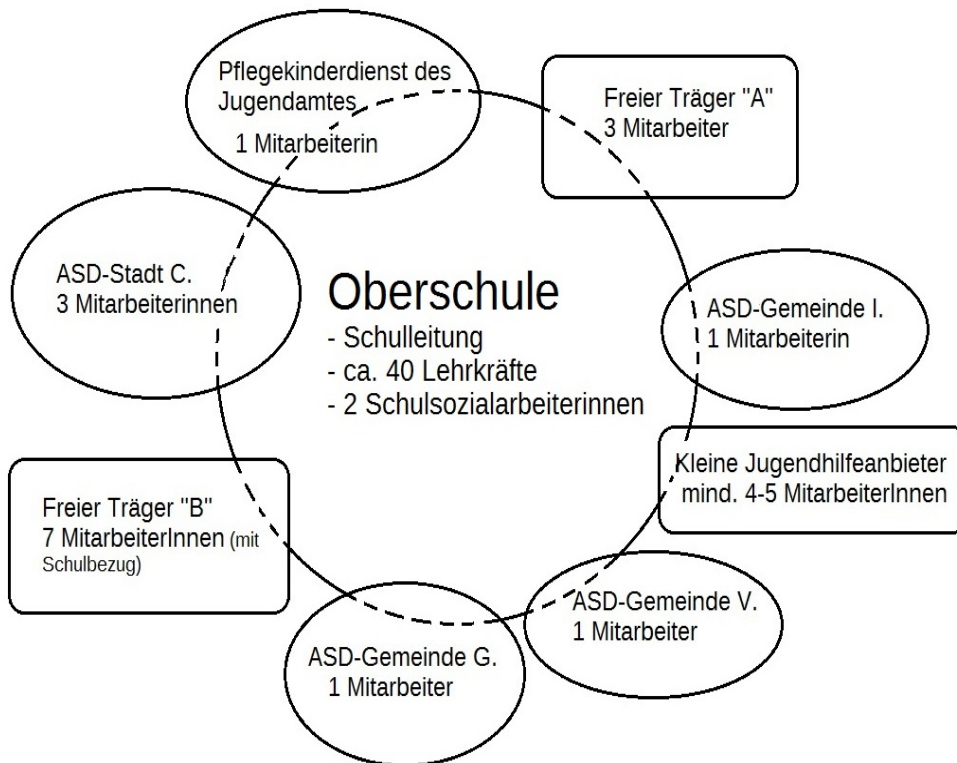 Pflegekinderdienst des
Jugendamtes
1 Mitarbeiterin
Freier Träger "A"
3 Mitarbeiter
ASD-Stadt C.
3 Mitarbeiterinnen
Oberschule
- Schulleitung
- ca. 40 Lehrkräfte
- 2 Schulsozialarbeiterinnen
ASD-Gemeinde I.
1 Mitarbeiterin
Kleine Jugendhilfeanbieter
mind. 4-5 MitarbeiterInnen
Freier Träger "B"
7 MitarbeiterInnen (mit
Schulbezug)
ASD-Gemeinde V.
1 Mitarbeiter
ASD-Gemeinde G.
1 Mitarbeiter